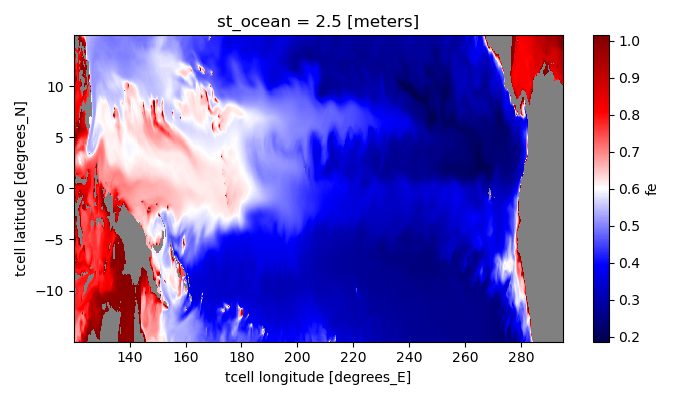 st_ocean = 2.5 [meters]
10
5
0
−5
−10
tcell latitude [degrees_N]
140 160 180 200 220 240 260 280
tcell longitude [degrees_E]
1.0
0.9
0.8
0.7
0.6
0.5
0.4
0.3
0.2
fe